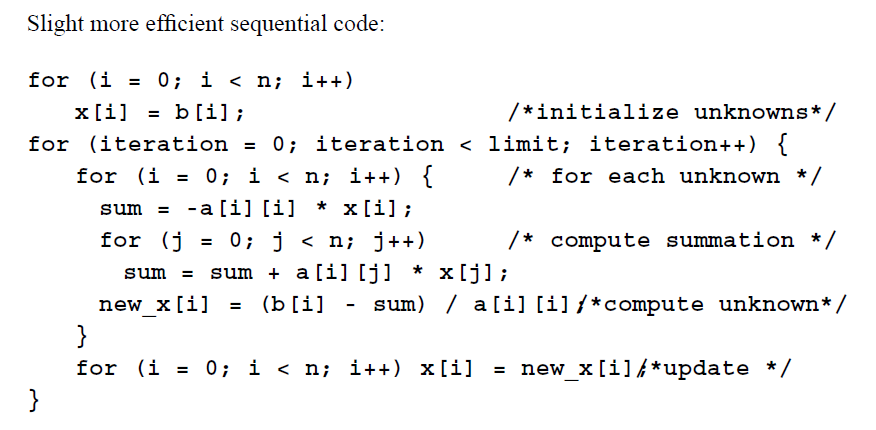 Slight more efficient sequential code:
for (i = 0; i < n; i++)
x[i] = b[i]; /*initialize unknowns*/
for (iteration = 0; iteration < limit; iteration++) {
for (i = 0; i < n; i++) { /* for each unknown */
sum = -a[i][i] * x[i];
for (j = 0; j < n; j++) /* compute summation */
sum = sum + a[i][j] * x[j];
new_x[i] = (b[i] - sum) / a[i][i];/*compute unknown*/
}
for (i = 0; i < n; i++) x[i] = new_x[i];/*update */
}